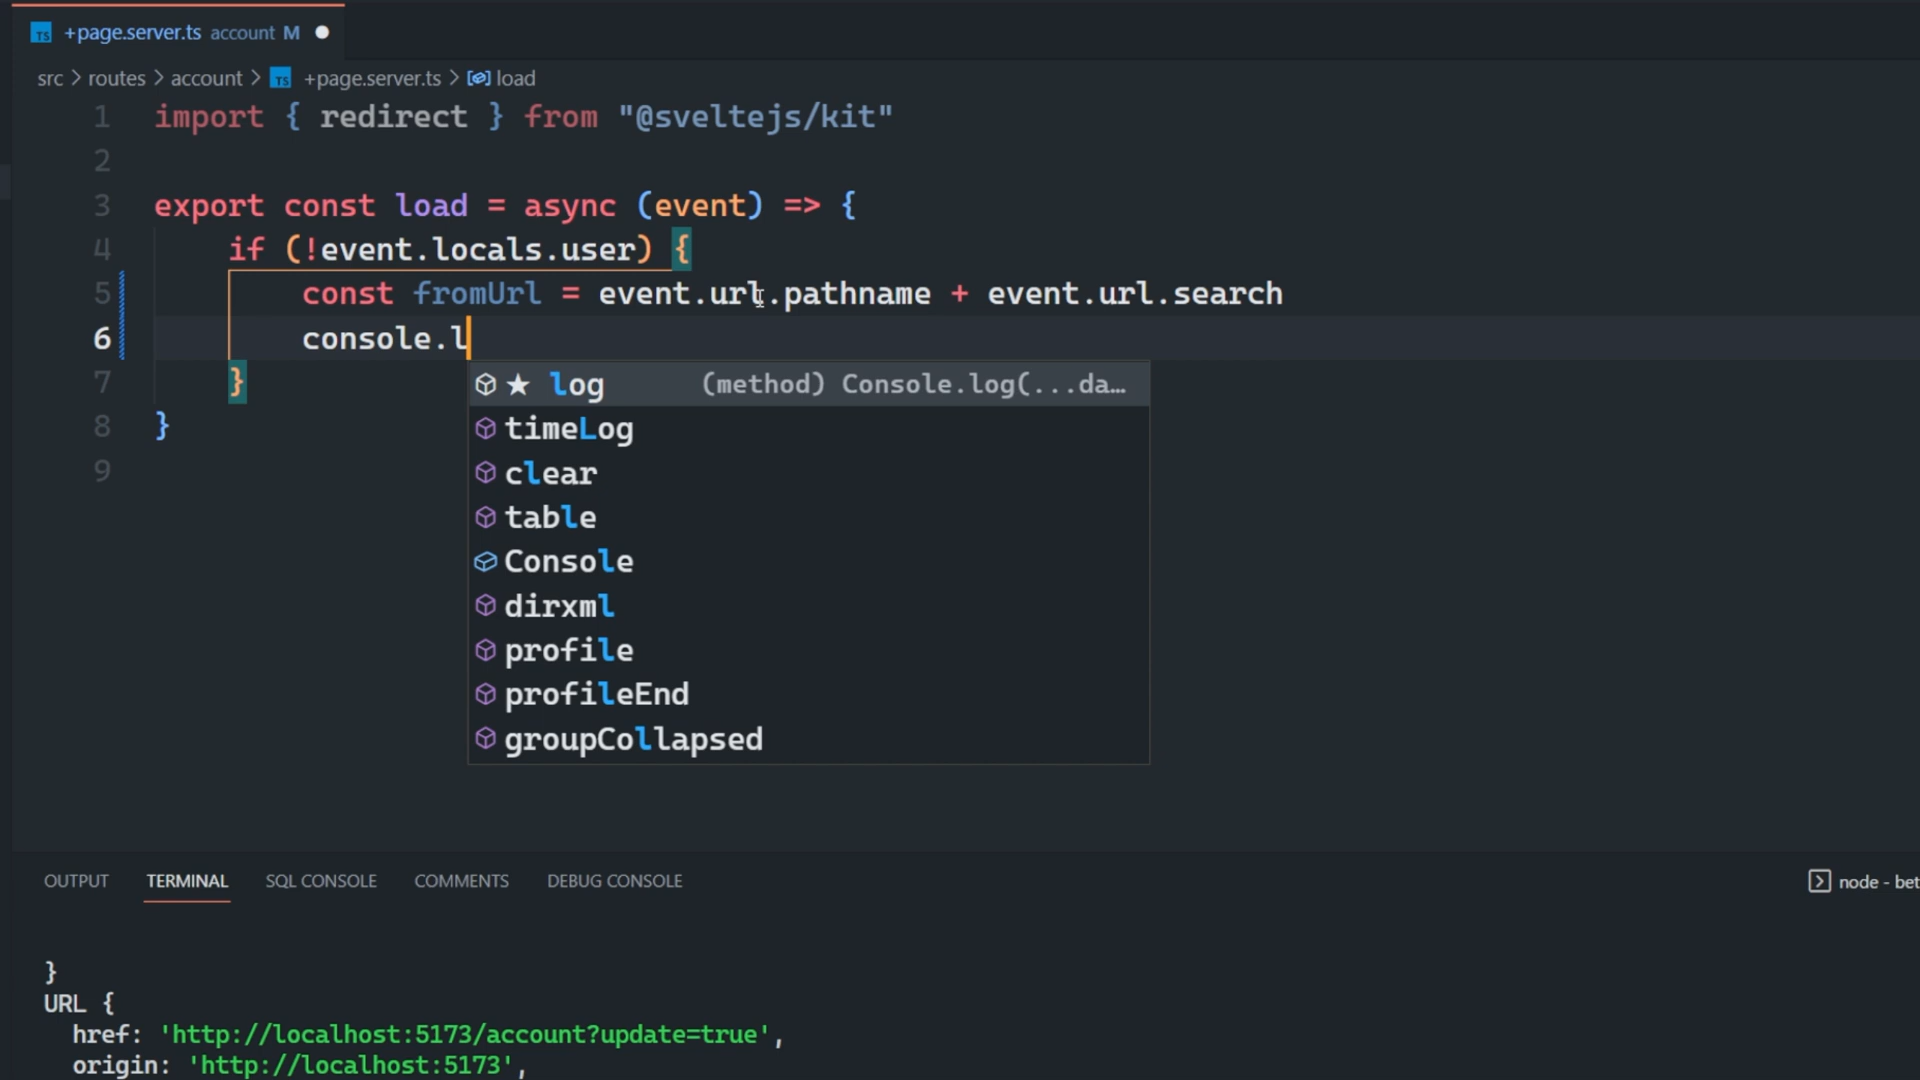 TS +page.server.ts account M
src > routes > account > TS +page.server.ts > load
1 import { redirect } from "@sveltejs/kit"
2
3 export const load = async (event) => {
4 if (!event.locals.user) {
5 const fromUrl = event.url.pathname + event.url.search
6 console.l
7 }
8 }
9
★ log (method) Console.log(...da…
timeLog
clear
table
Console
dirxml
profile
profileEnd
groupCollapsed
OUTPUT TERMINAL SQL CONSOLE COMMENTS DEBUG CONSOLE node - bet
}
URL {
href: 'http://localhost:5173/account?update=true',
origin: 'http://localhost:5173',